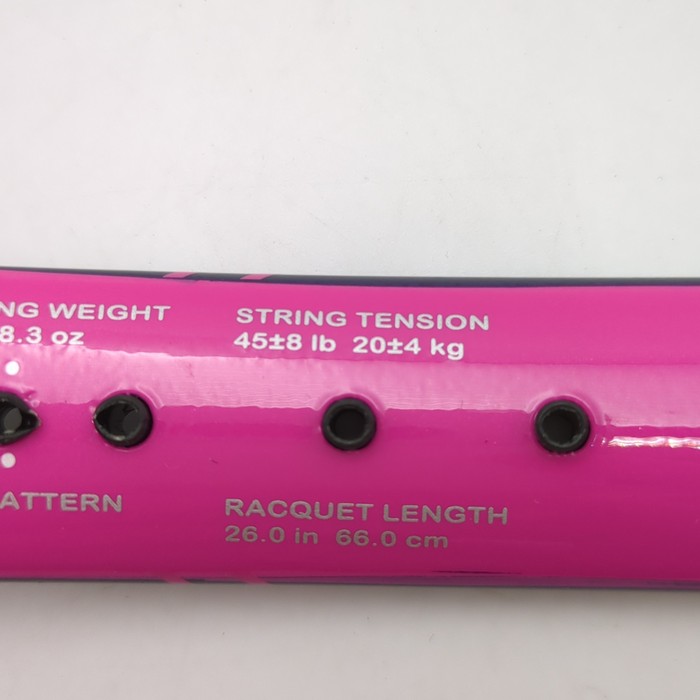 NG WEIGHT
8.3 oz
STRING TENSION
45±8 lb 20±4 kg
ATTERN
RACQUET LENGTH
26.0 in 66.0 cm